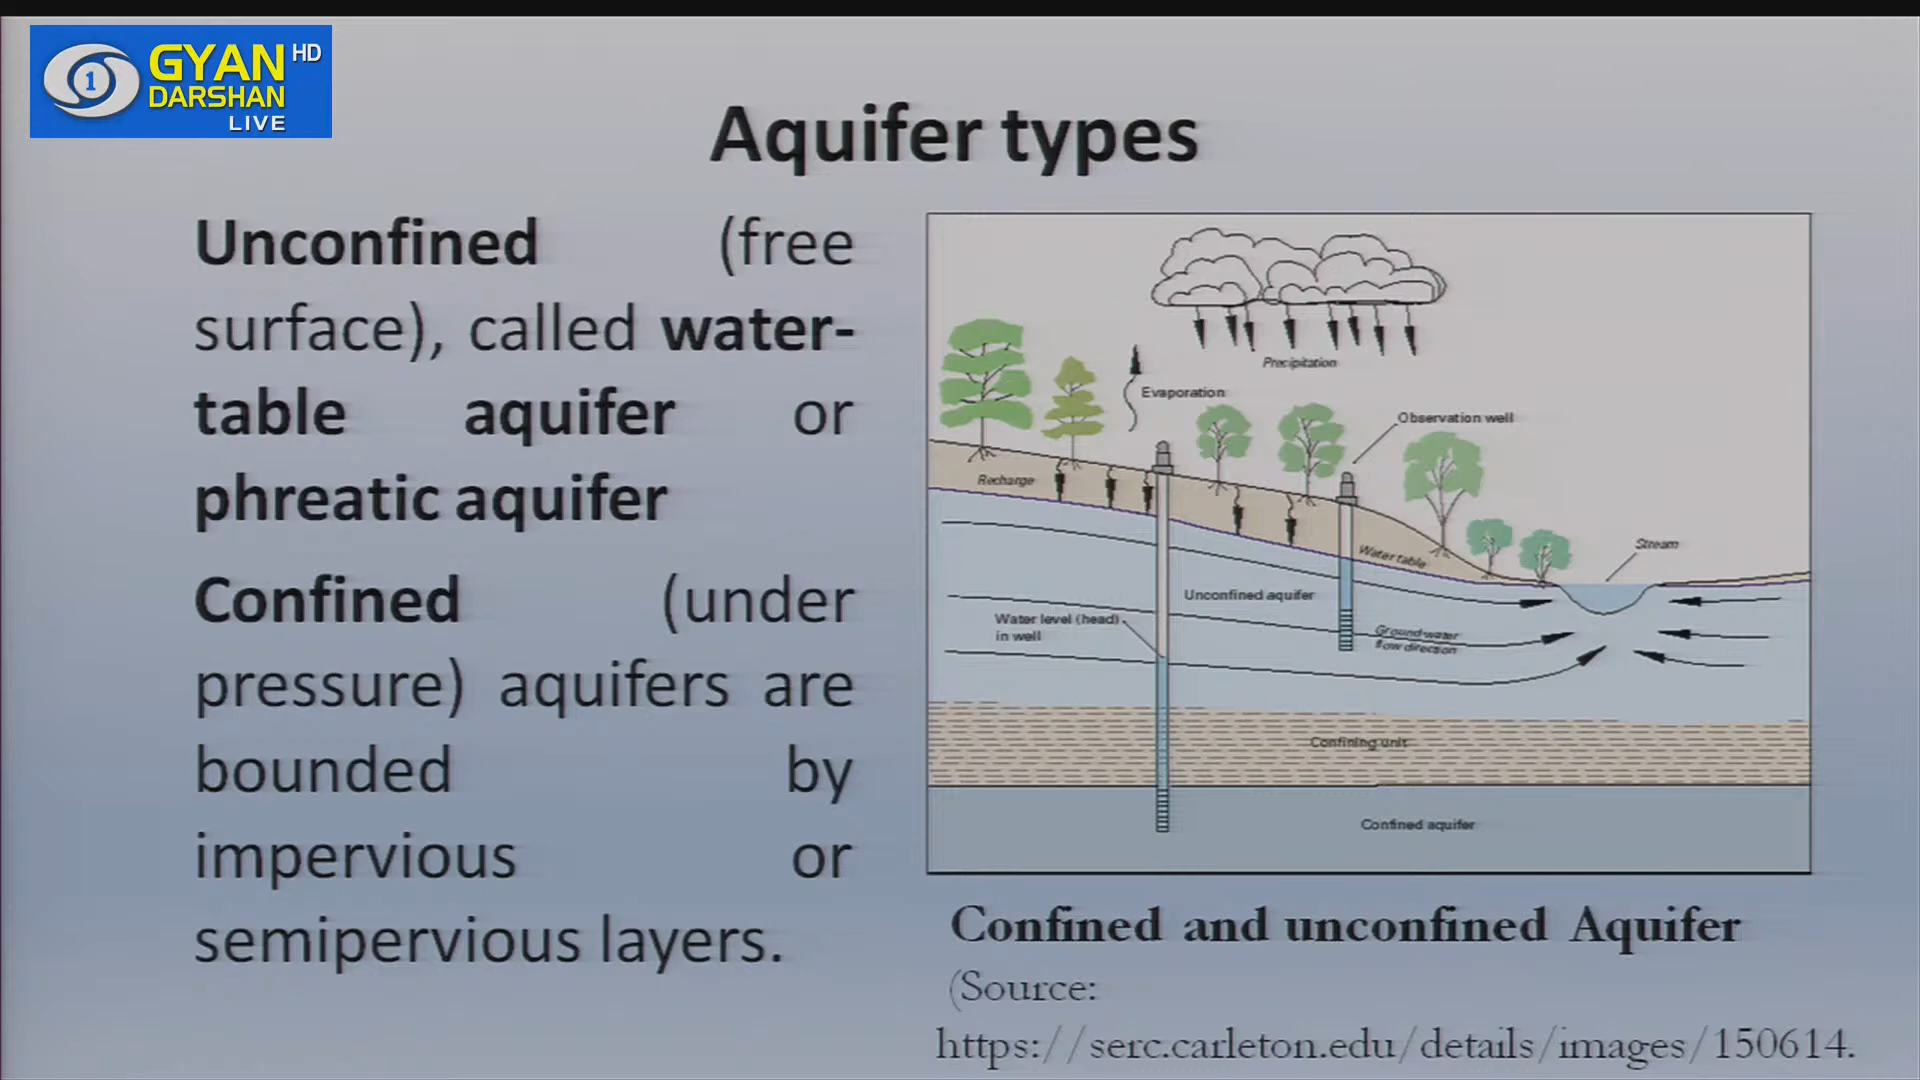 GYAN HD
DARSHAN
LIVE
1
Aquifer types
Unconfined (free
surface), called water-
table aquifer or
phreatic aquifer
Confined (under
pressure) aquifers are
bounded by
impervious or
semipervious layers.
Precipitation
Evaporation
Observation well
Recharge
Water table
Stream
Unconfined aquifer
Water level (head)
in well
Ground-water
flow direction
Confining unit
Confined aquifer
Confined and unconfined Aquifer
(Source:
https://serc.carleton.edu/details/images/150614.